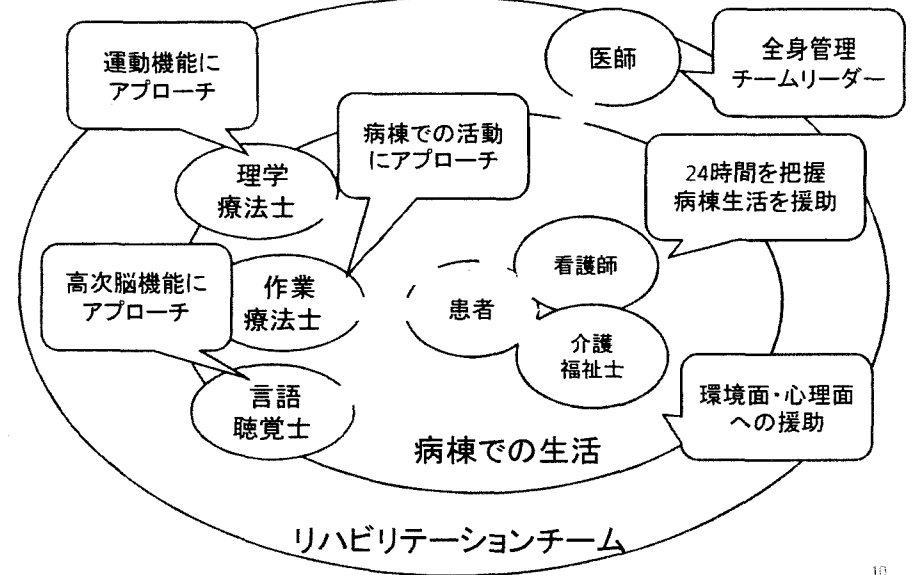 運動機能に
アプローチ
医師
全身管理
チームリーダー
病棟での活動
にアプローチ
理学
療法士
24時間を把握
病棟生活を援助
高次脳機能に
アプローチ
作業
療法士
患者
看護師
介護
福祉士
言語
聴覚士
環境面・心理面
への援助
病棟での生活
リハビリテーションチーム
10